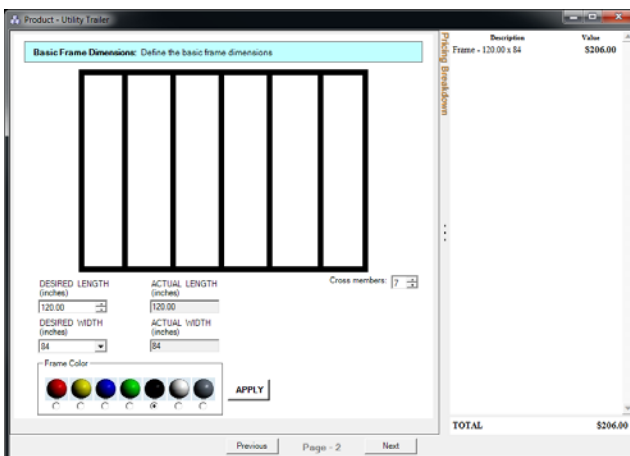 Product - Utility Trailer
Basic Frame Dimensions: Define the basic frame dimensions
DESIRED LENGTH
(inches)
120.00
ACTUAL LENGTH
(inches)
120.00
Cross members: 7
DESIRED WIDTH
(inches)
84
ACTUAL WIDTH
(inches)
84
Frame Color
APPLY
Previous
Page - 2
Next
Pricing Breakdown
Description Value
Frame - 120.00 x 84 $206.00
TOTAL $206.00